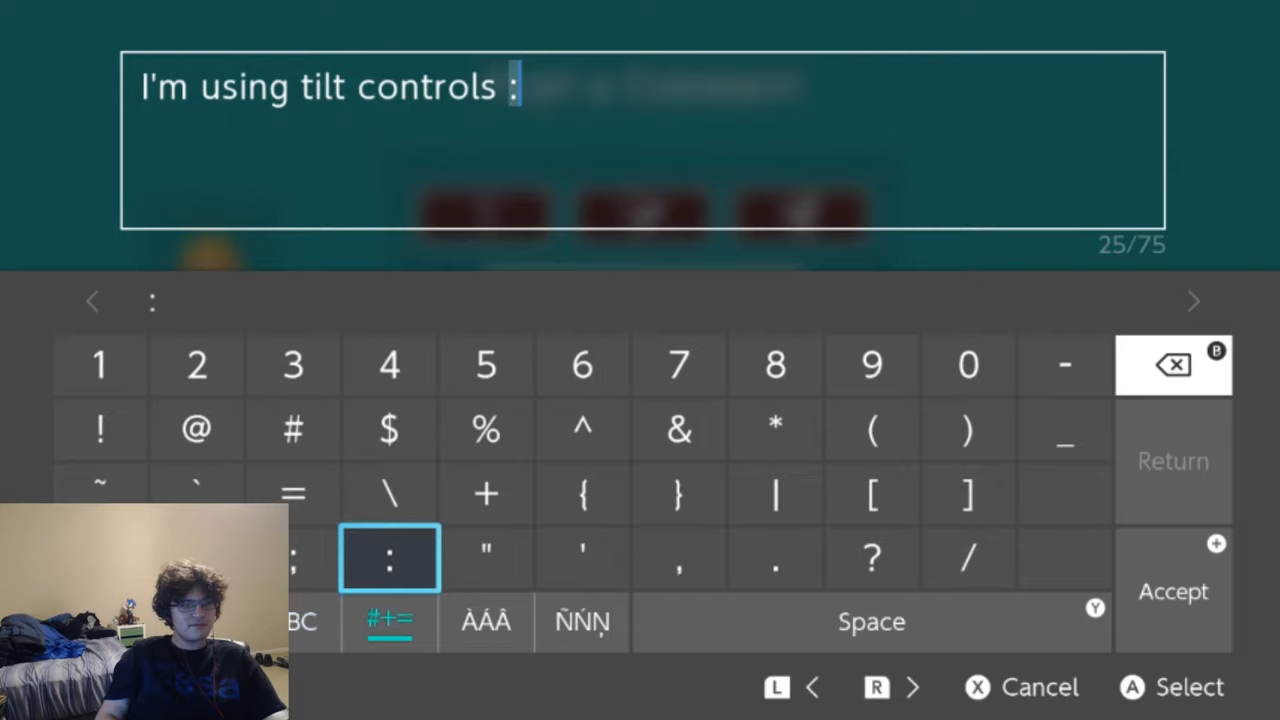 I'm using tilt controls :
25/75
< : >
1 2 3 4 5 6 7 8 9 0 - B
! @ # $ % ^ & * ( ) _
Return
~ ` = \ + { } | [ ]
; : " ' , . ? / +
Accept
BC #+= ÀÁÂ ÑŃŅ Space Y
L < R > X Cancel A Select